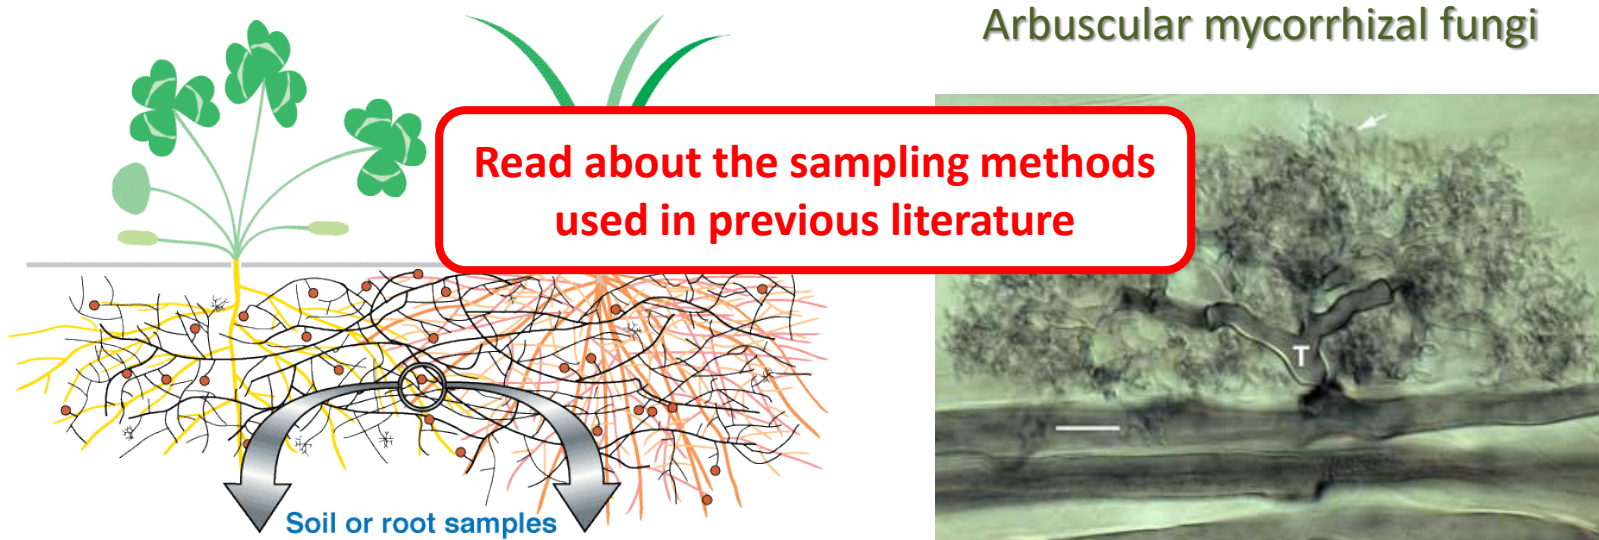 Arbuscular mycorrhizal fungi
Read about the sampling methods
used in previous literature
T
Soil or root samples